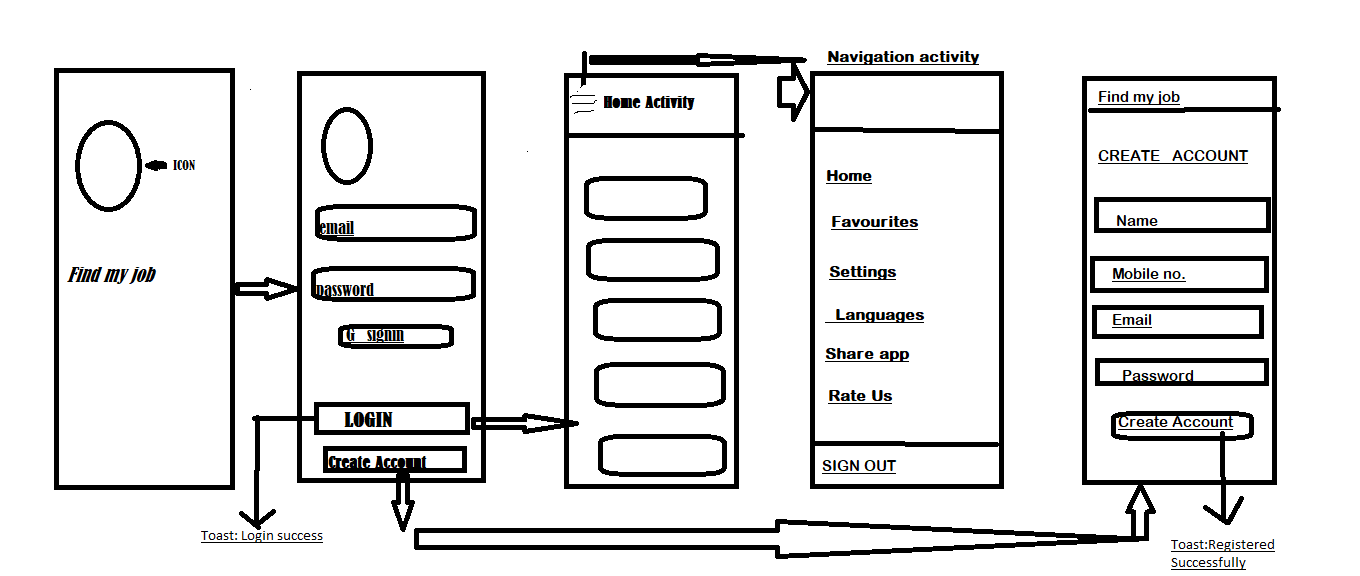 ICON
Find my job
email
password
G signin
LOGIN
Create Account
Toast: Login success
Home Activity
Navigation activity
Home
Favourites
Settings
Languages
Share app
Rate Us
SIGN OUT
Find my job
CREATE ACCOUNT
Name
Mobile no.
Email
Password
Create Account
Toast:Registered
Successfully